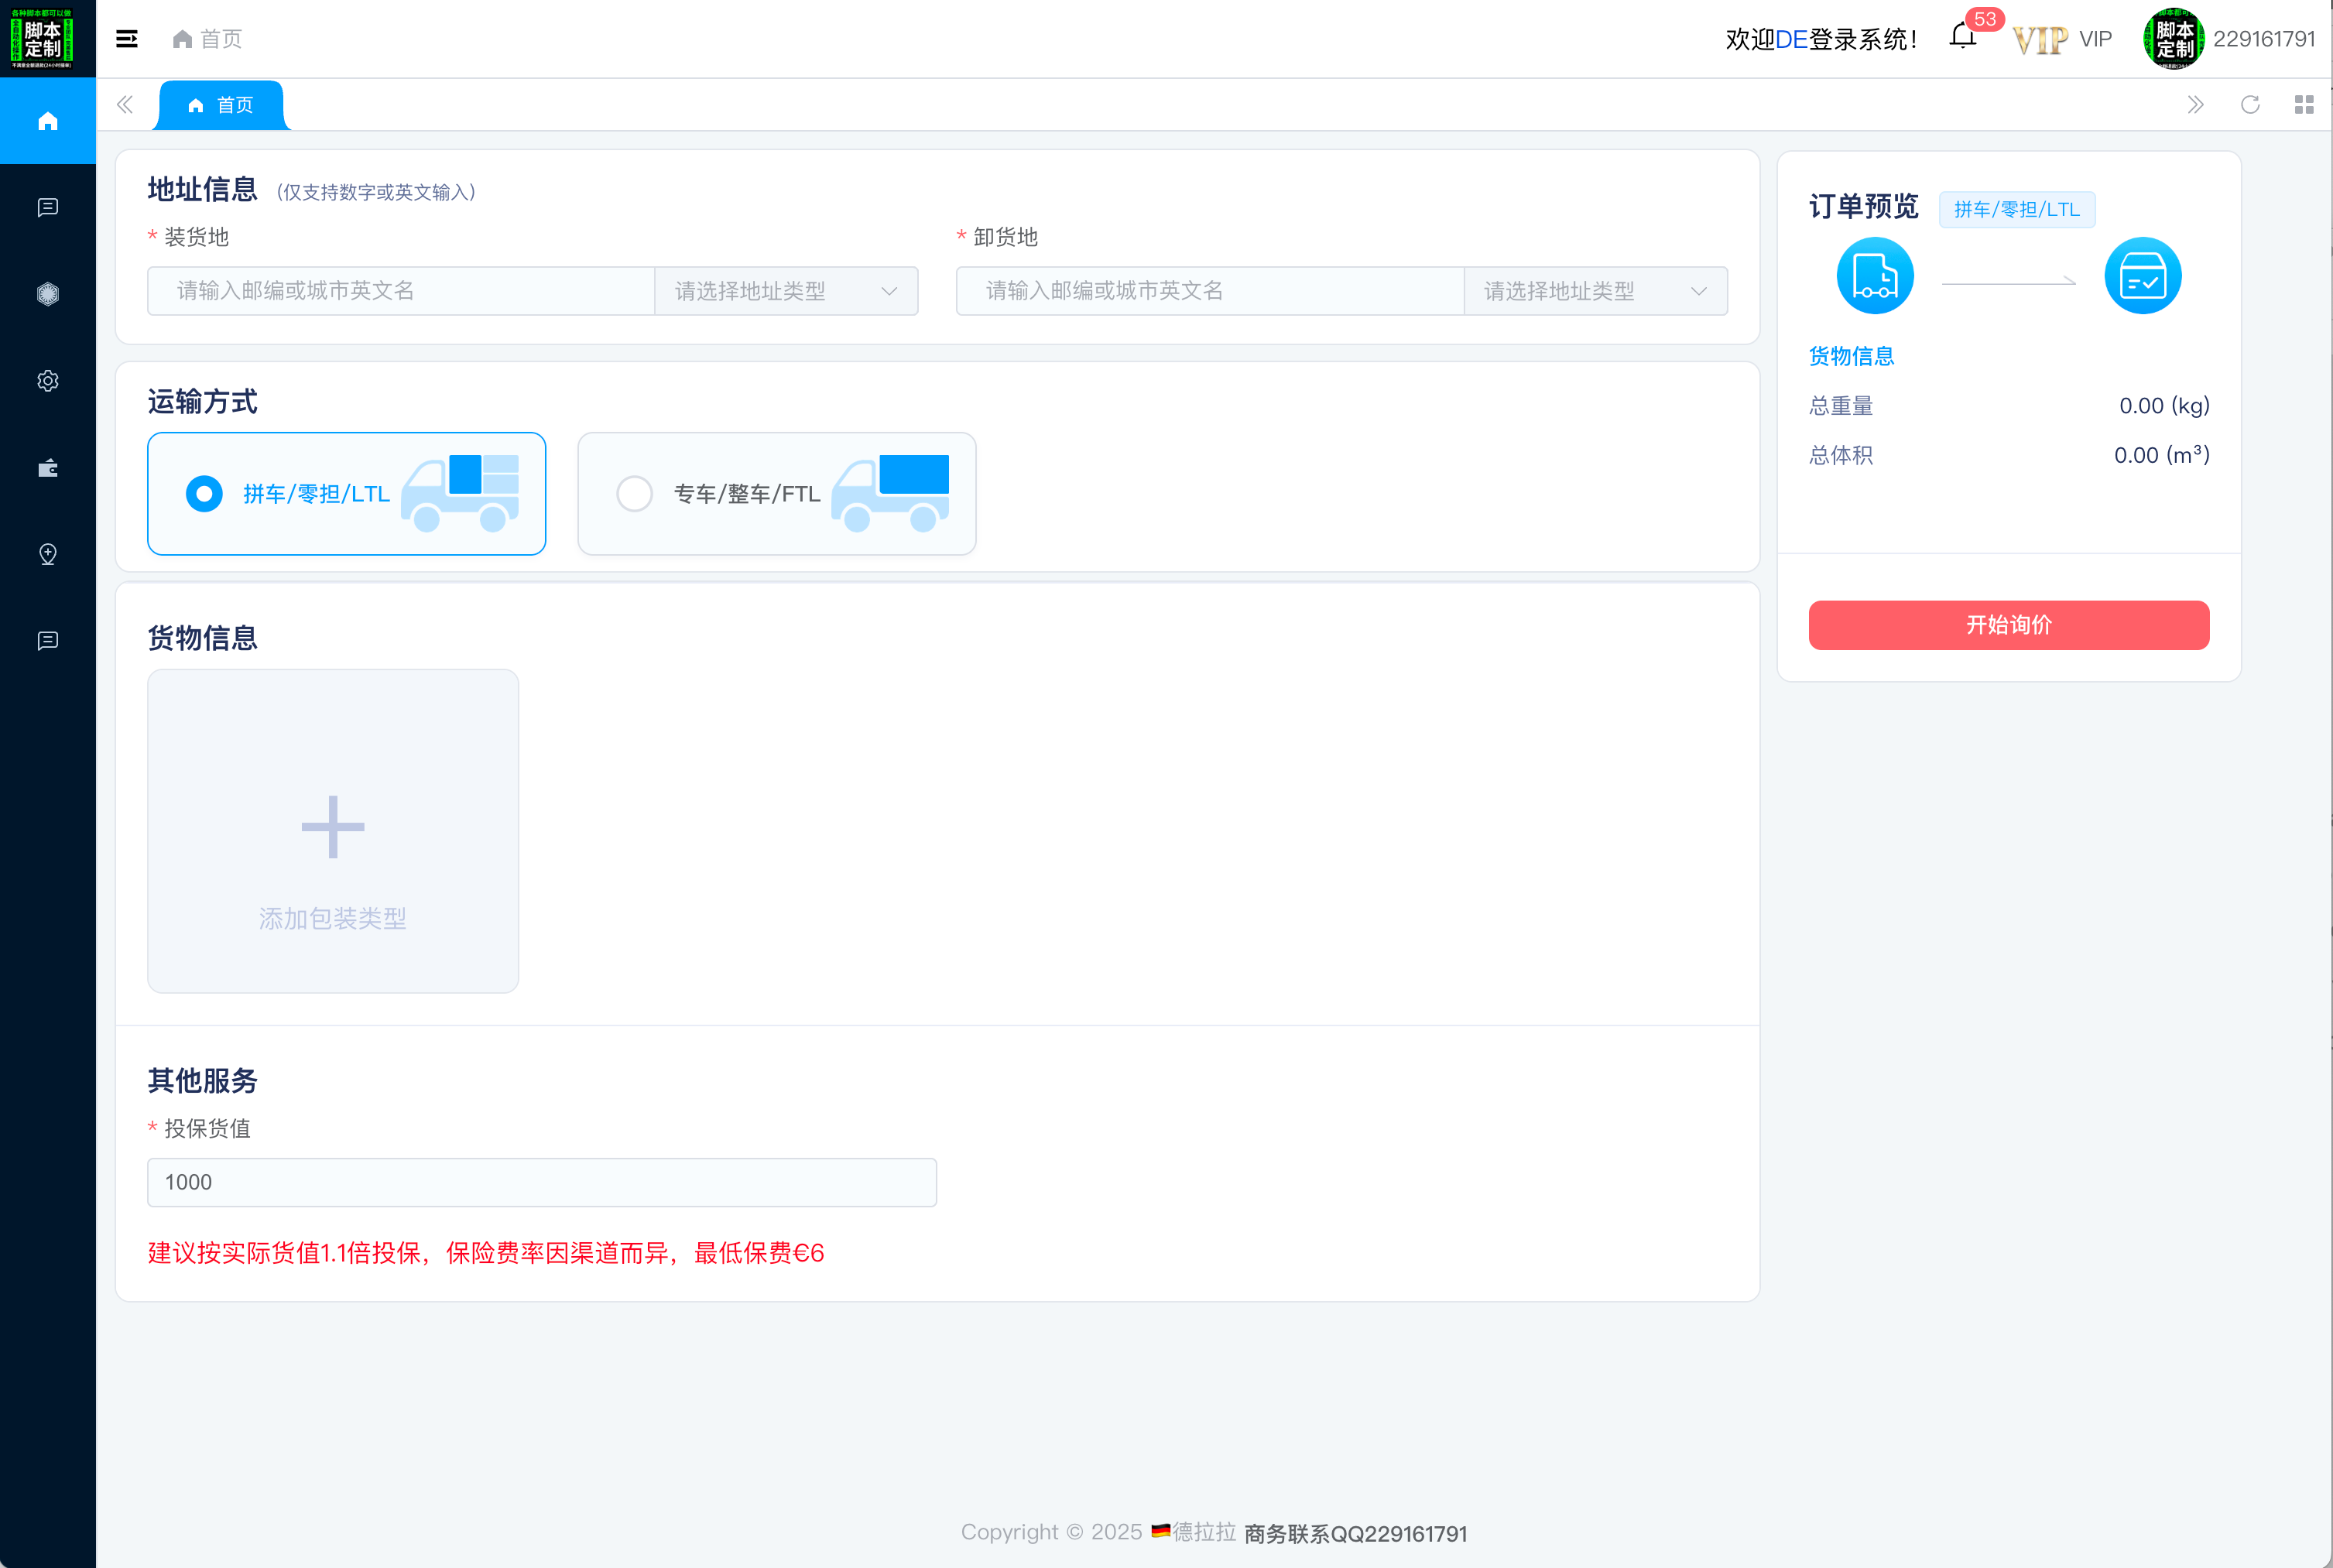 各种脚本都可以做
脚本
定制
首页
欢迎DE登录系统！
53
VIP VIP
脚本
定制
229161791
首页
地址信息 (仅支持数字或英文输入)
* 装货地
请输入邮编或城市英文名
请选择地址类型
* 卸货地
请输入邮编或城市英文名
请选择地址类型
运输方式
拼车/零担/LTL
专车/整车/FTL
货物信息
添加包装类型
其他服务
* 投保货值
1000
建议按实际货值1.1倍投保，保险费率因渠道而异，最低保费€6
订单预览 拼车/零担/LTL
货物信息
总重量 0.00 (kg)
总体积 0.00 (m³)
开始询价
Copyright © 2025 🇩🇪德拉拉 商务联系QQ229161791